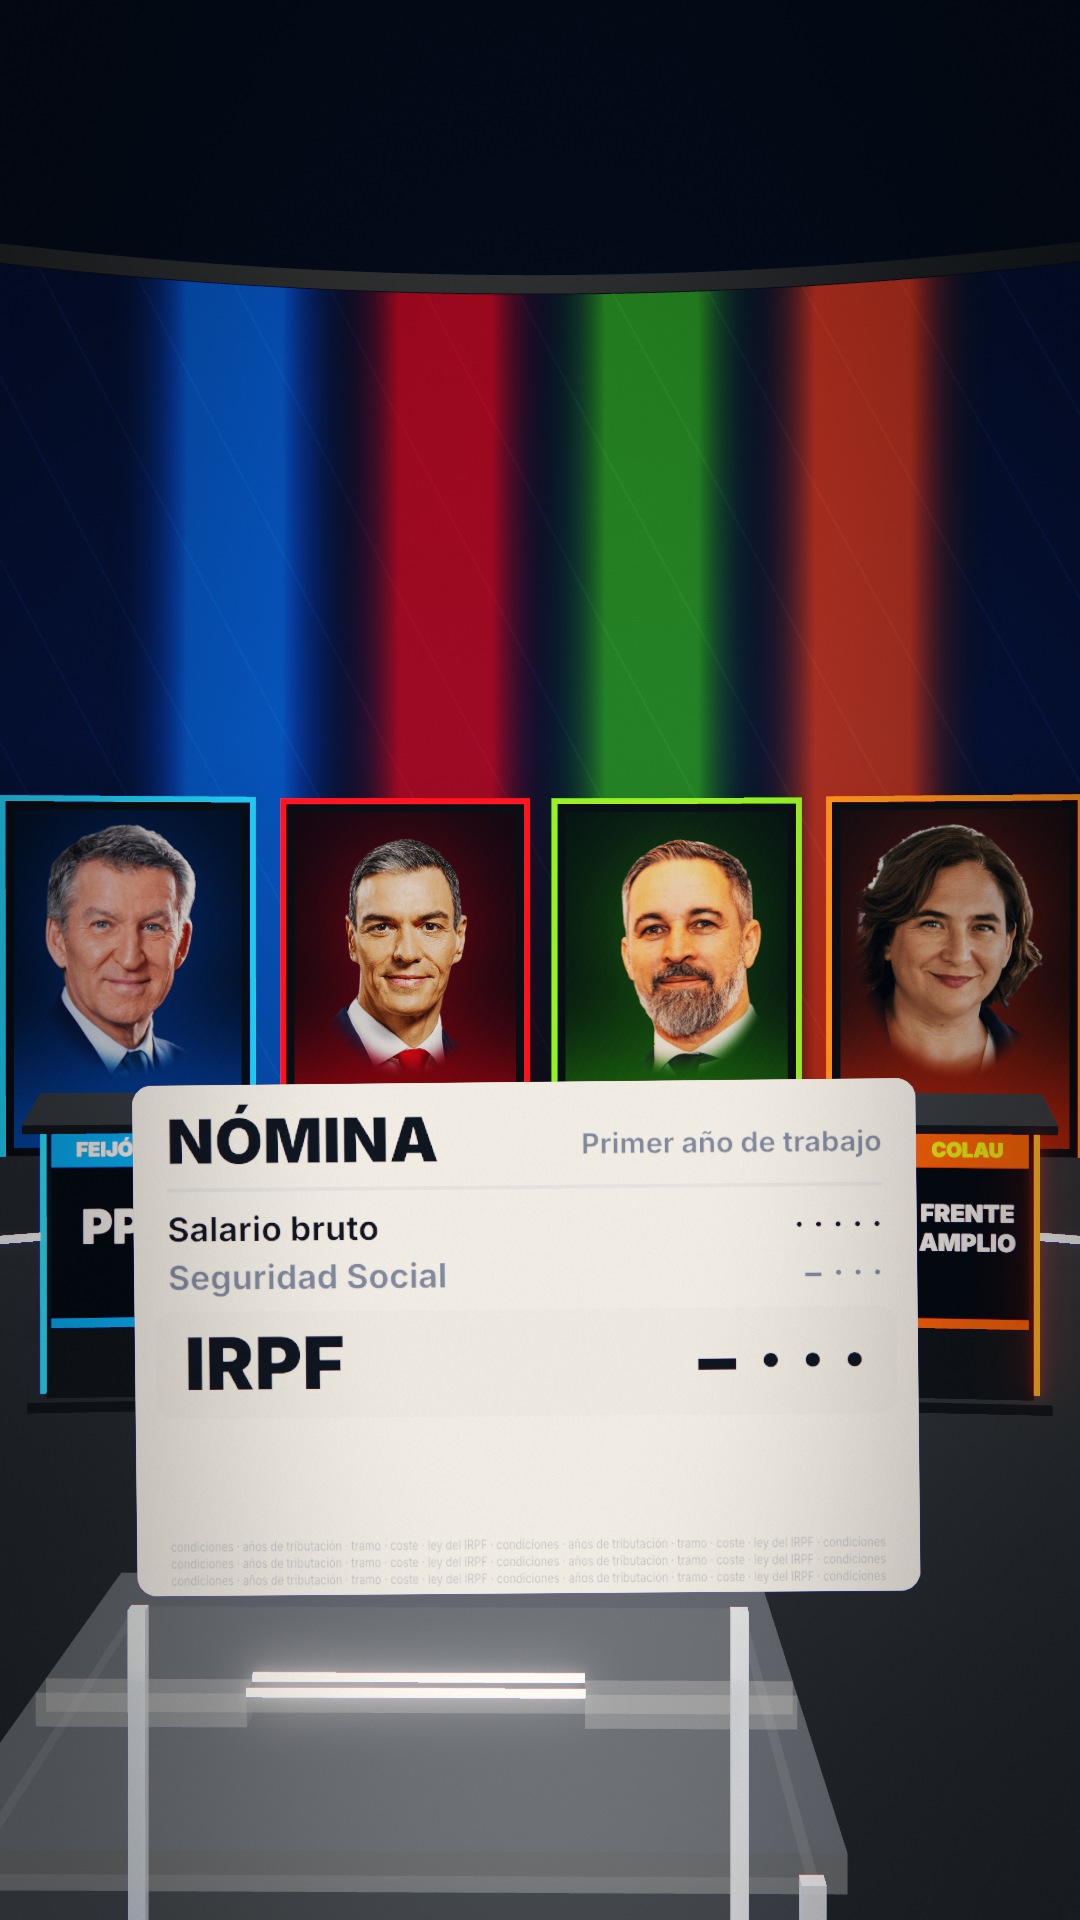 FEIJÓ
PP
NÓMINA
Primer año de trabajo
Salario bruto
· · · · ·
Seguridad Social
– · · ·
IRPF
– • • •
condiciones · años de tributación · tramo · coste · ley del IRPF · condiciones · años de tributación · tramo · coste · ley del IRPF · condiciones
condiciones · años de tributación · tramo · coste · ley del IRPF · condiciones · años de tributación · tramo · coste · ley del IRPF · condiciones
condiciones · años de tributación · tramo · coste · ley del IRPF · condiciones · años de tributación · tramo · coste · ley del IRPF · condiciones
COLAU
FRENTE
AMPLIO